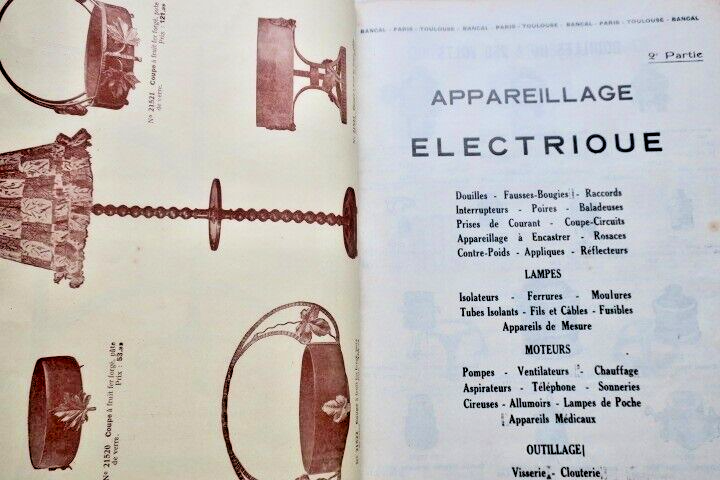 N° 21521 Coupe à fruit fer forgé, pâte
de verre. Prix : 121.
N° 21520 Coupe à fruit fer forgé, pâte
de verre. Prix : 53.
BANCAL - PARIS - TOULOUSE - BANCAL - PARIS - TOULOUSE - BANCAL - PARIS - TOULOUSE - BANCAL
2e Partie
APPAREILLAGE
ELECTRIQUE
Douilles - Fausses-Bougies - Raccords
Interrupteurs - Poires - Baladeuses
Prises de Courant - Coupe-Circuits
Appareillage à Encastrer - Rosaces
Contre-Poids - Appliques - Réflecteurs
LAMPES
Isolateurs - Ferrures - Moulures
Tubes Isolants - Fils et Câbles - Fusibles
Appareils de Mesure
MOTEURS
Pompes - Ventilateurs - Chauffage
Aspirateurs - Téléphone - Sonneries
Cireuses - Allumoirs - Lampes de Poche
Appareils Médicaux
OUTILLAGE
Visserie - Clouterie